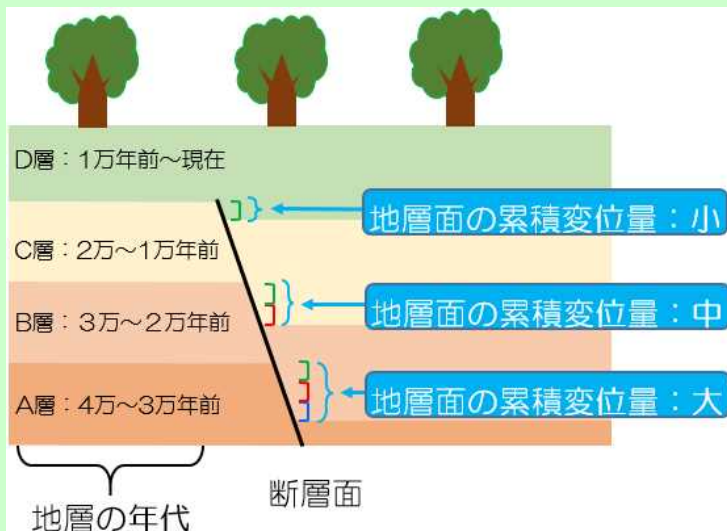 D層：1万年前～現在
地層面の累積変位量：小
C層：2万～1万年前
地層面の累積変位量：中
B層：3万～2万年前
地層面の累積変位量：大
A層：4万～3万年前
断層面
地層の年代